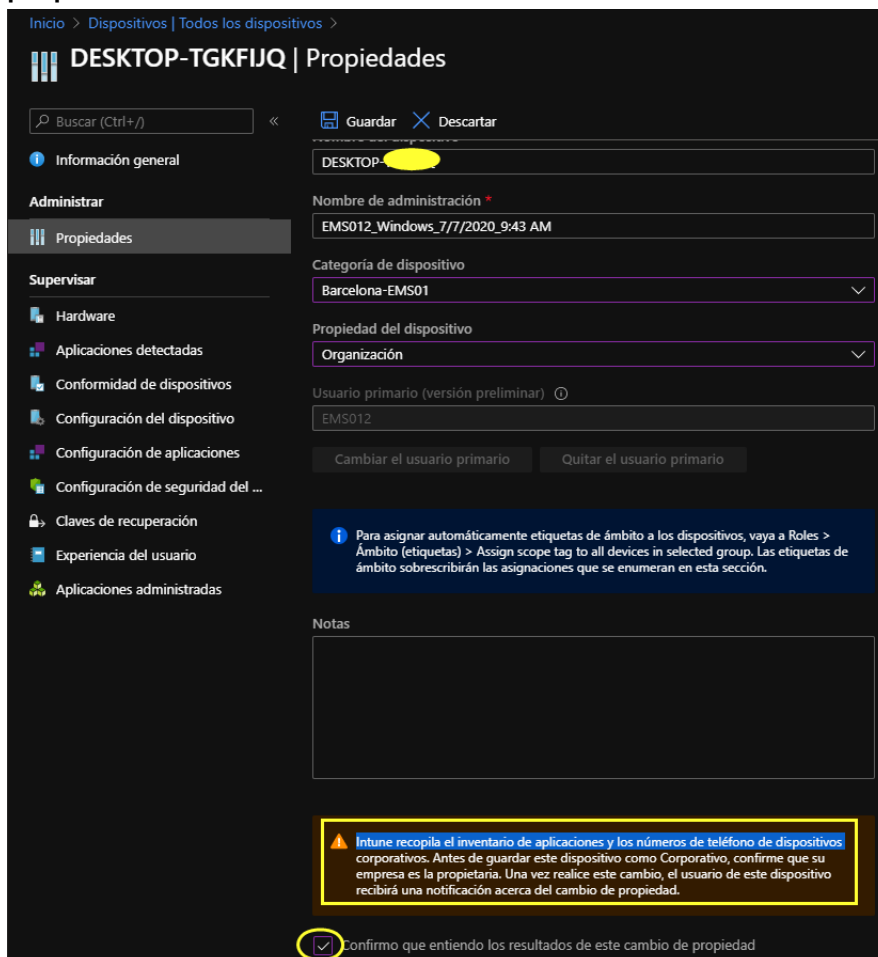 Inicio > Dispositivos | Todos los dispositivos >
DESKTOP-TGKFIJQ | Propiedades
Buscar (Ctrl+/)
«
Guardar
Descartar
Información general
Administrar
Propiedades
Supervisar
Hardware
Aplicaciones detectadas
Conformidad de dispositivos
Configuración del dispositivo
Configuración de aplicaciones
Configuración de seguridad del ...
Claves de recuperación
Experiencia del usuario
Aplicaciones administradas
DESKTOP-
Nombre de administración *
EMS012_Windows_7/7/2020_9:43 AM
Categoría de dispositivo
Barcelona-EMS01
Propiedad del dispositivo
Organización
Usuario primario (versión preliminar)
EMS012
Cambiar el usuario primario
Quitar el usuario primario
Para asignar automáticamente etiquetas de ámbito a los dispositivos, vaya a Roles >
Ámbito (etiquetas) > Assign scope tag to all devices in selected group. Las etiquetas de
ámbito sobrescribirán las asignaciones que se enumeran en esta sección.
Notas
Intune recopila el inventario de aplicaciones y los números de teléfono de dispositivos
corporativos. Antes de guardar este dispositivo como Corporativo, confirme que su
empresa es la propietaria. Una vez realice este cambio, el usuario de este dispositivo
recibirá una notificación acerca del cambio de propiedad.
Confirmo que entiendo los resultados de este cambio de propiedad